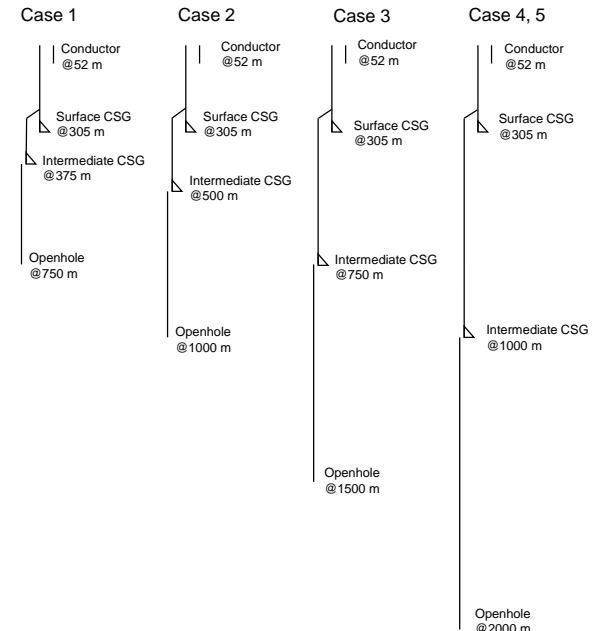 Case 1
Conductor
@52 m
Surface CSG
@305 m
Intermediate CSG
@375 m
Openhole
@750 m
Case 2
Conductor
@52 m
Surface CSG
@305 m
Intermediate CSG
@500 m
Openhole
@1000 m
Case 3
Conductor
@52 m
Surface CSG
@305 m
Intermediate CSG
@750 m
Openhole
@1500 m
Case 4, 5
Conductor
@52 m
Surface CSG
@305 m
Intermediate CSG
@1000 m
Openhole
@2000 m